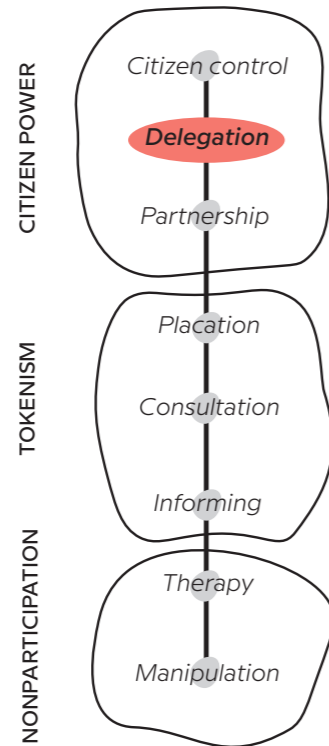 CITIZEN POWER
Citizen control
Delegation
Partnership
TOKENISM
Placation
Consultation
Informing
NONPARTICIPATION
Therapy
Manipulation